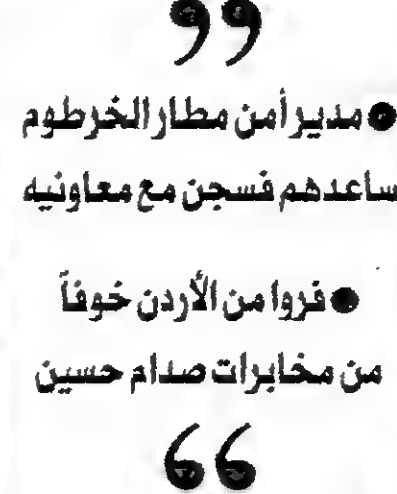 ● مدير أمن مطار الخرطوم
ساعدهم فسجن مع معاونيه
● فروا من الأردن خوفاً
من مخابرات صدام حسين